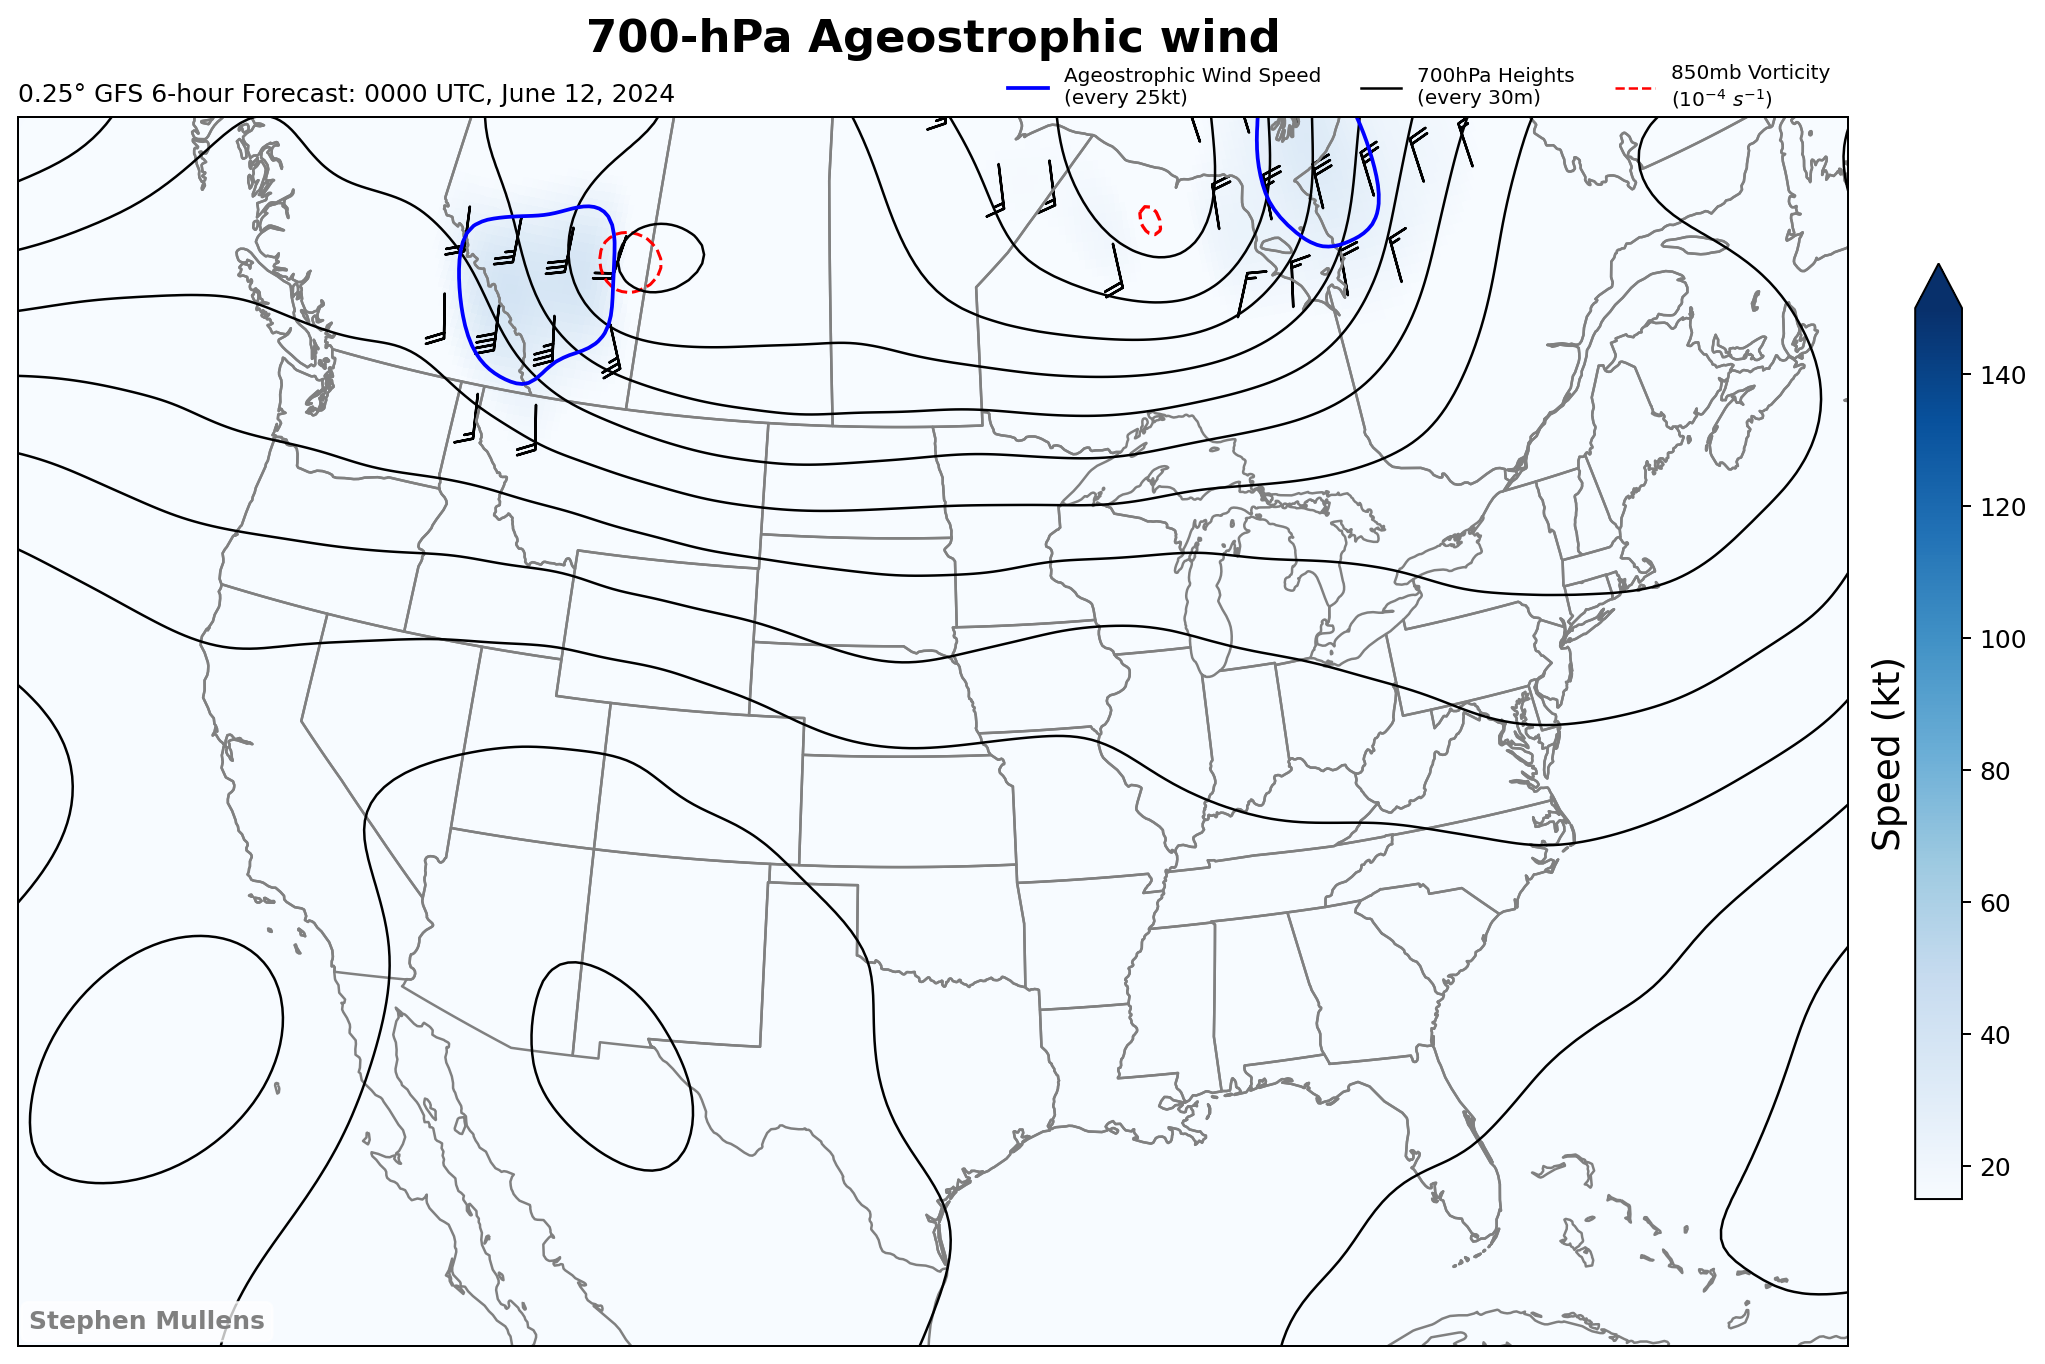 700-hPa Ageostrophic wind
0.25° GFS 6-hour Forecast: 0000 UTC, June 12, 2024
Ageostrophic Wind Speed
(every 25kt)
700hPa Heights
(every 30m)
850mb Vorticity
(10⁻⁴ s⁻¹)
140
120
100
80
60
40
20
Speed (kt)
Stephen Mullens